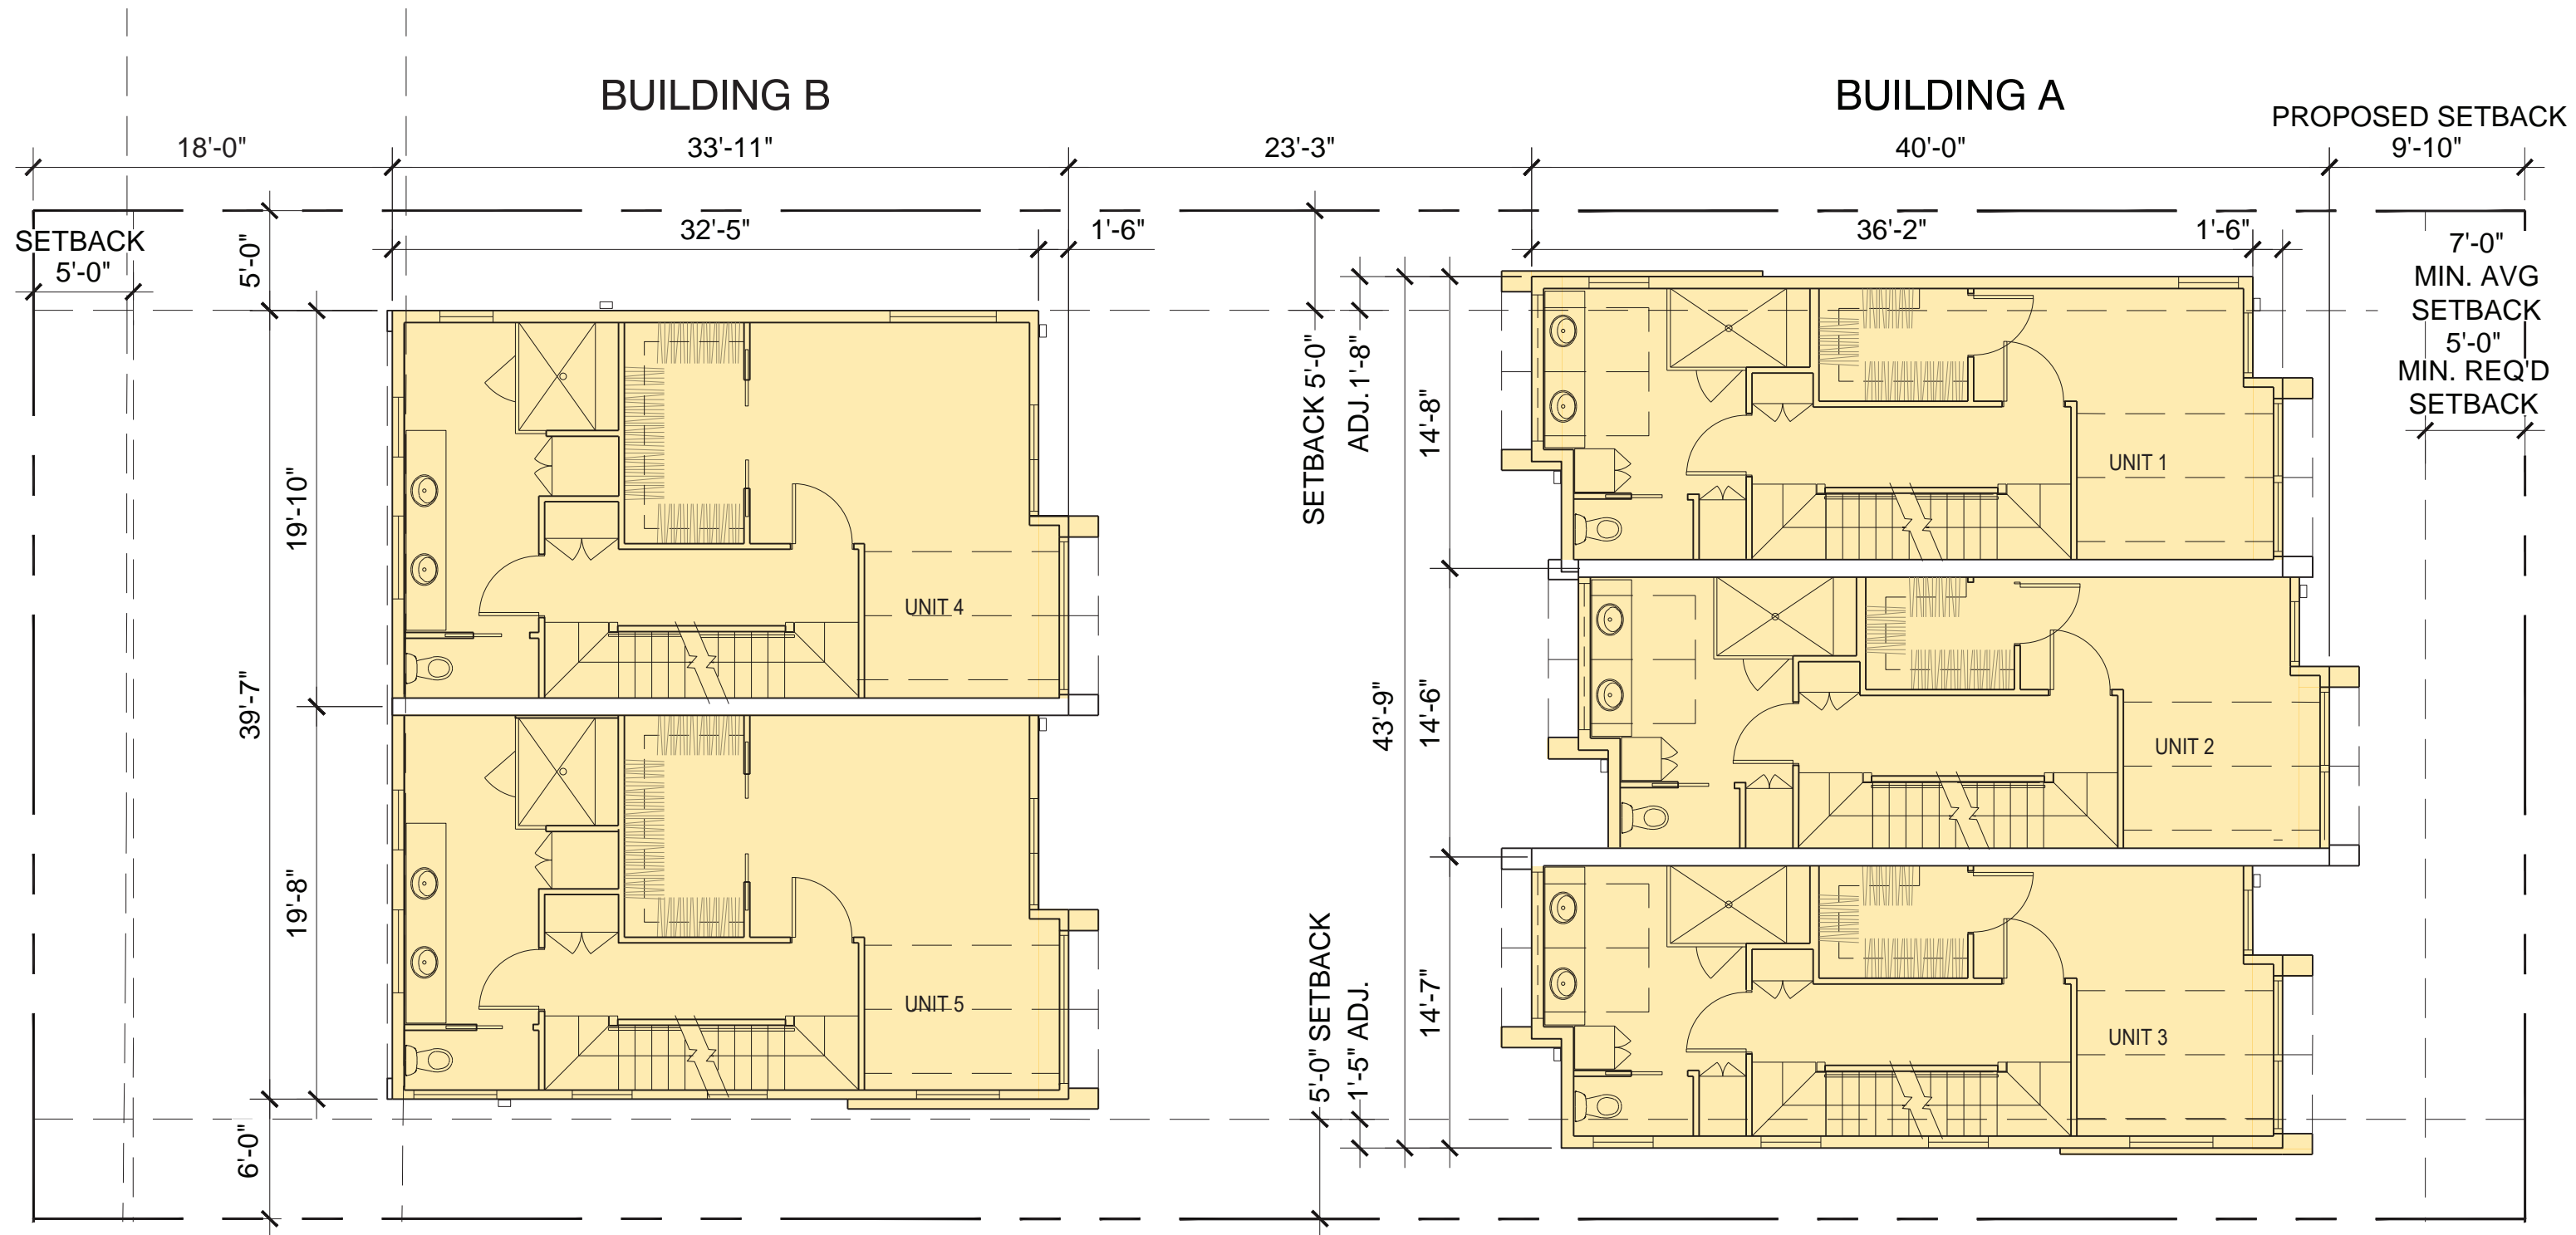 BUILDING B
BUILDING A
PROPOSED SETBACK
18'-0"
33'-11"
23'-3"
40'-0"
9'-10"
SETBACK
5'-0"
5'-0"
32'-5"
1'-6"
36'-2"
1'-6"
7'-0"
MIN. AVG
SETBACK
5'-0"
MIN. REQ'D
SETBACK
SETBACK 5'-0"
ADJ. 1'-8"
14'-8"
UNIT 1
19'-10"
UNIT 4
39'-7"
43'-9"
14'-6"
UNIT 2
19'-8"
UNIT 5
5'-0" SETBACK
1'-5" ADJ.
14'-7"
UNIT 3
6'-0"